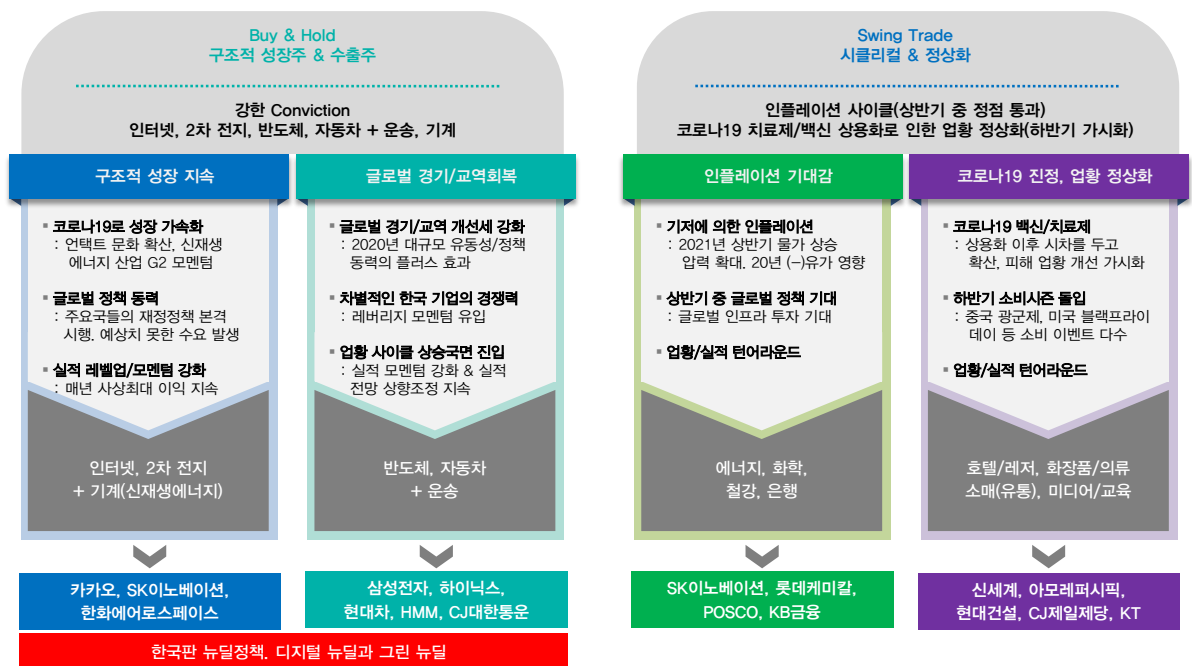 Buy & Hold
구조적 성장주 & 수출주
강한 Conviction
인터넷, 2차 전지, 반도체, 자동차 + 운송, 기계
구조적 성장 지속
▪ 코로나19로 성장 가속화
: 언택트 문화 확산, 신재생
에너지 산업 G2 모멘텀
▪ 글로벌 정책 동력
: 주요국들의 재정정책 본격
시행. 예상치 못한 수요 발생
▪ 실적 레벨업/모멘텀 강화
: 매년 사상최대 이익 지속
인터넷, 2차 전지
+ 기계(신재생에너지)
카카오, SK이노베이션,
한화에어로스페이스
글로벌 경기/교역회복
▪ 글로벌 경기/교역 개선세 강화
: 2020년 대규모 유동성/정책
동력의 플러스 효과
▪ 차별적인 한국 기업의 경쟁력
: 레버리지 모멘텀 유입
▪ 업황 사이클 상승국면 진입
: 실적 모멘텀 강화 & 실적
전망 상향조정 지속
반도체, 자동차
+ 운송
삼성전자, 하이닉스,
현대차, HMM, CJ대한통운
한국판 뉴딜정책. 디지털 뉴딜과 그린 뉴딜
Swing Trade
시클리컬 & 정상화
인플레이션 사이클(상반기 중 정점 통과)
코로나19 치료제/백신 상용화로 인한 업황 정상화(하반기 가시화)
인플레이션 기대감
▪ 기저에 의한 인플레이션
: 2021년 상반기 물가 상승
압력 확대. 20년 (-)유가 영향
▪ 상반기 중 글로벌 정책 기대
: 글로벌 인프라 투자 기대
▪ 업황/실적 턴어라운드
에너지, 화학,
철강, 은행
SK이노베이션, 롯데케미칼,
POSCO, KB금융
코로나19 진정, 업황 정상화
▪ 코로나19 백신/치료제
: 상용화 이후 시차를 두고
확산, 피해 업황 개선 가시화
▪ 하반기 소비시즌 돌입
: 중국 광군제, 미국 블랙프라이
데이 등 소비 이벤트 다수
▪ 업황/실적 턴어라운드
호텔/레저, 화장품/의류
소매(유통), 미디어/교육
신세계, 아모레퍼시픽,
현대건설, CJ제일제당, KT